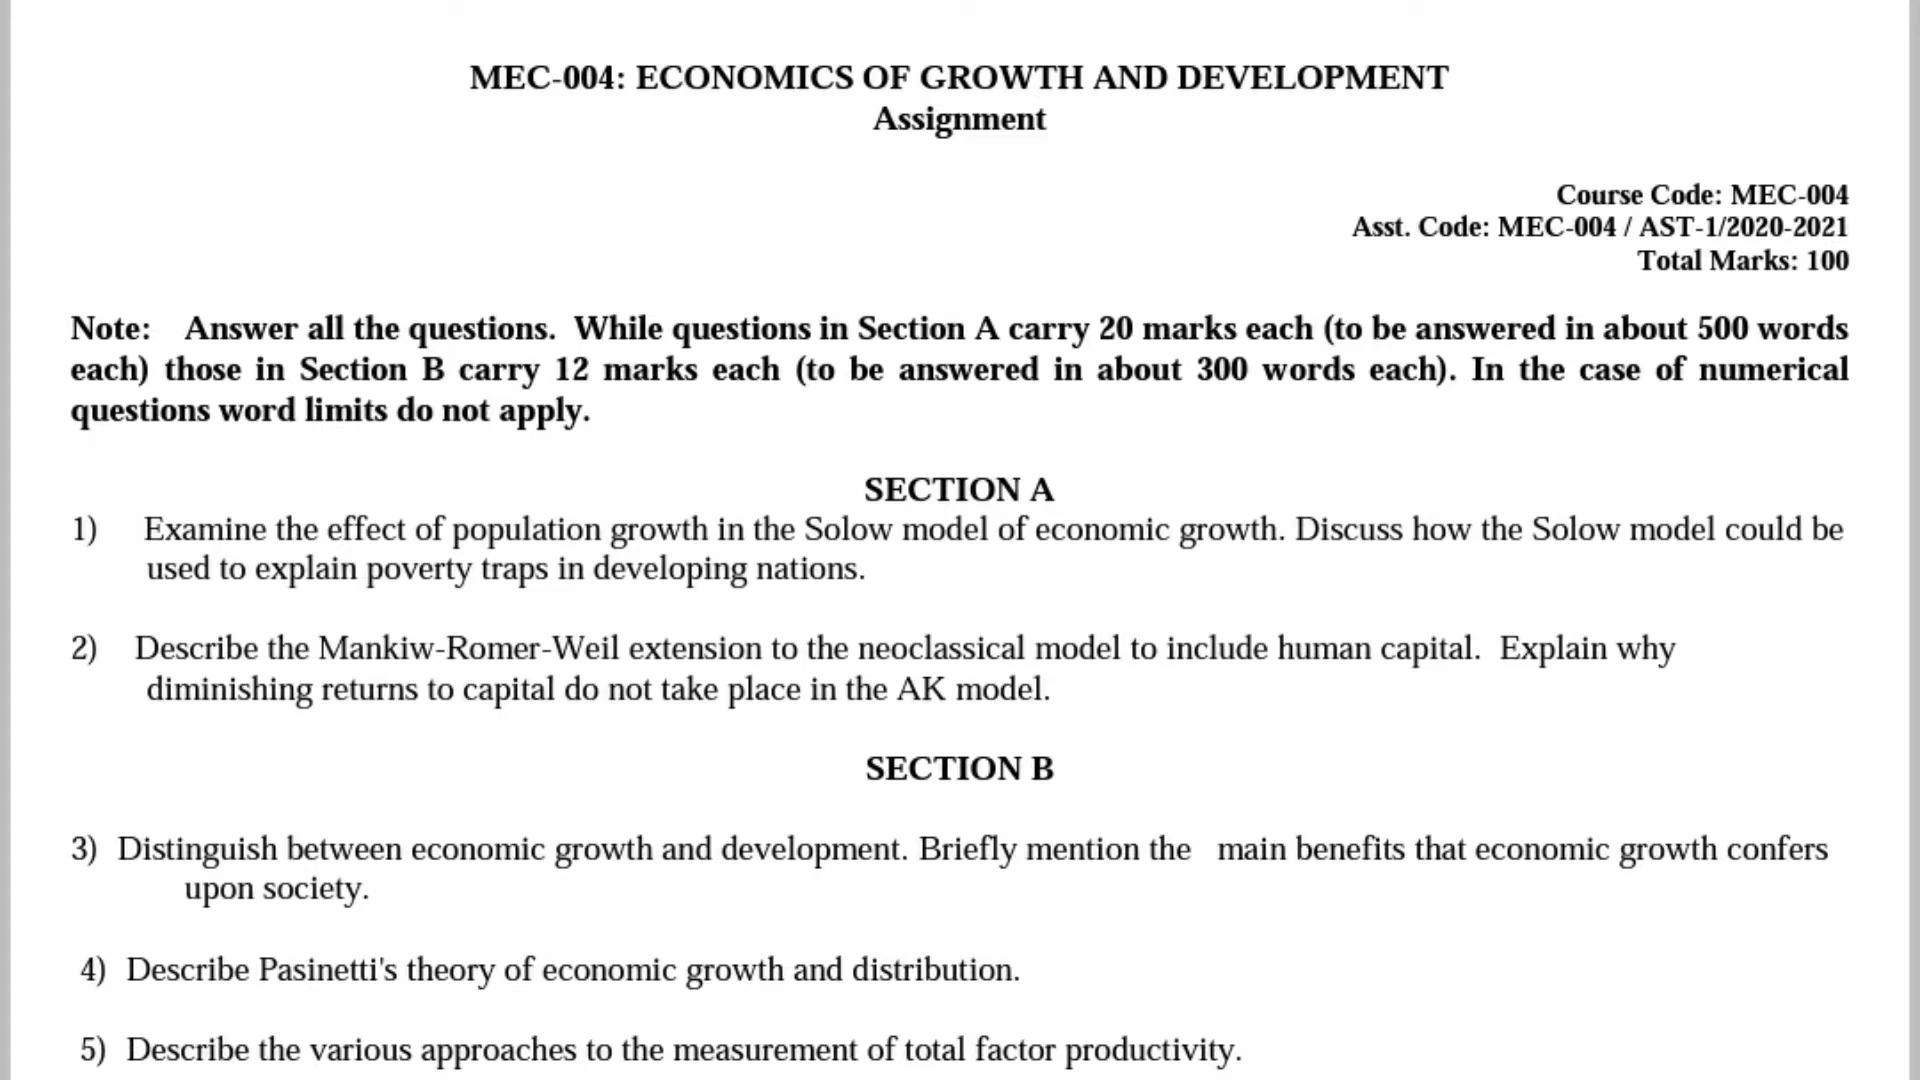 MEC-004: ECONOMICS OF GROWTH AND DEVELOPMENT
Assignment
Course Code: MEC-004
Asst. Code: MEC-004 / AST-1/2020-2021
Total Marks: 100
Note: Answer all the questions. While questions in Section A carry 20 marks each (to be answered in about 500 words
each) those in Section B carry 12 marks each (to be answered in about 300 words each). In the case of numerical
questions word limits do not apply.
SECTION A
1) Examine the effect of population growth in the Solow model of economic growth. Discuss how the Solow model could be
used to explain poverty traps in developing nations.
2) Describe the Mankiw-Romer-Weil extension to the neoclassical model to include human capital. Explain why
diminishing returns to capital do not take place in the AK model.
SECTION B
3) Distinguish between economic growth and development. Briefly mention the main benefits that economic growth confers
upon society.
4) Describe Pasinetti's theory of economic growth and distribution.
5) Describe the various approaches to the measurement of total factor productivity.